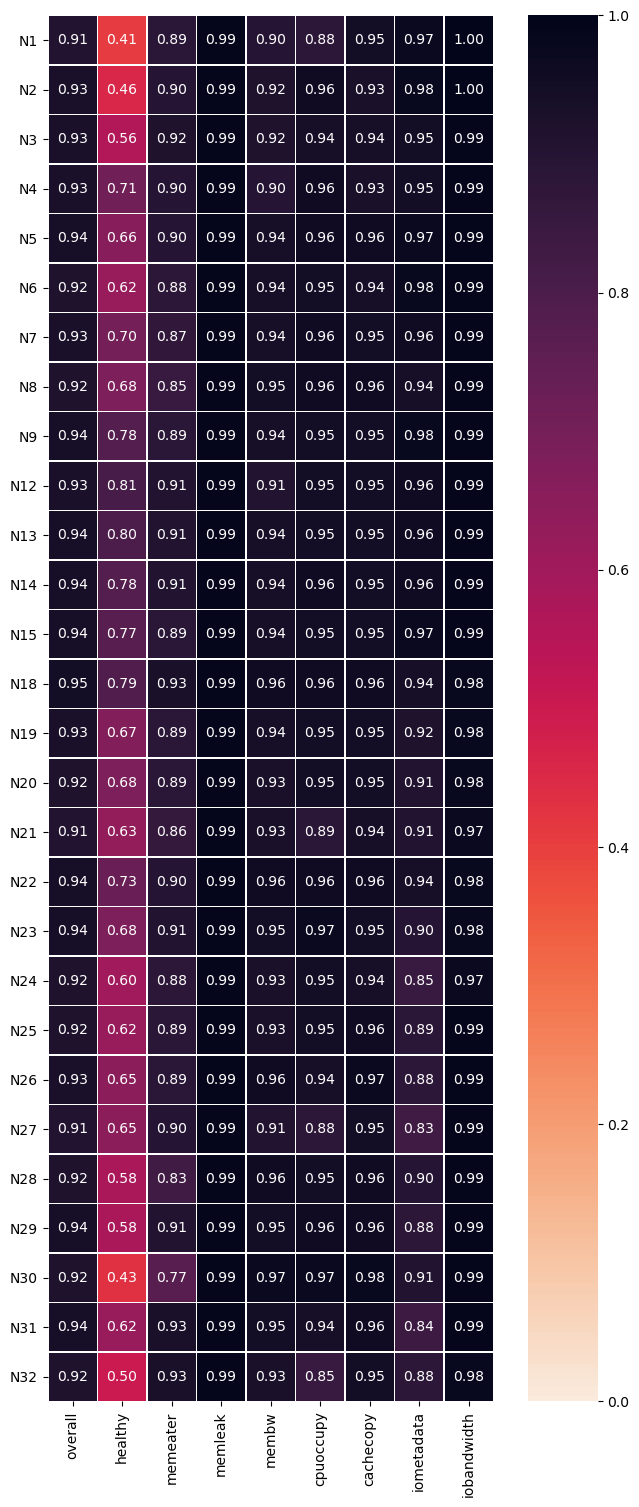 N1 0.91 0.41 0.89 0.99 0.90 0.88 0.95 0.97 1.00
N2 0.93 0.46 0.90 0.99 0.92 0.96 0.93 0.98 1.00
N3 0.93 0.56 0.92 0.99 0.92 0.94 0.94 0.95 0.99
N4 0.93 0.71 0.90 0.99 0.90 0.96 0.93 0.95 0.99
N5 0.94 0.66 0.90 0.99 0.94 0.96 0.96 0.97 0.99
N6 0.92 0.62 0.88 0.99 0.94 0.95 0.94 0.98 0.99
N7 0.93 0.70 0.87 0.99 0.94 0.96 0.95 0.96 0.99
N8 0.92 0.68 0.85 0.99 0.95 0.96 0.96 0.94 0.99
N9 0.94 0.78 0.89 0.99 0.94 0.95 0.95 0.98 0.99
N12 0.93 0.81 0.91 0.99 0.91 0.95 0.95 0.96 0.99
N13 0.94 0.80 0.91 0.99 0.94 0.95 0.95 0.96 0.99
N14 0.94 0.78 0.91 0.99 0.94 0.96 0.95 0.96 0.99
N15 0.94 0.77 0.89 0.99 0.94 0.95 0.95 0.97 0.99
N18 0.95 0.79 0.93 0.99 0.96 0.96 0.96 0.94 0.98
N19 0.93 0.67 0.89 0.99 0.94 0.95 0.95 0.92 0.98
N20 0.92 0.68 0.89 0.99 0.93 0.95 0.95 0.91 0.98
N21 0.91 0.63 0.86 0.99 0.93 0.89 0.94 0.91 0.97
N22 0.94 0.73 0.90 0.99 0.96 0.96 0.96 0.94 0.98
N23 0.94 0.68 0.91 0.99 0.95 0.97 0.95 0.90 0.98
N24 0.92 0.60 0.88 0.99 0.93 0.95 0.94 0.85 0.97
N25 0.92 0.62 0.89 0.99 0.93 0.95 0.96 0.89 0.99
N26 0.93 0.65 0.89 0.99 0.96 0.94 0.97 0.88 0.99
N27 0.91 0.65 0.90 0.99 0.91 0.88 0.95 0.83 0.99
N28 0.92 0.58 0.83 0.99 0.96 0.95 0.96 0.90 0.99
N29 0.94 0.58 0.91 0.99 0.95 0.96 0.96 0.88 0.99
N30 0.92 0.43 0.77 0.99 0.97 0.97 0.98 0.91 0.99
N31 0.94 0.62 0.93 0.99 0.95 0.94 0.96 0.84 0.99
N32 0.92 0.50 0.93 0.99 0.93 0.85 0.95 0.88 0.98
overall
healthy
memeater
memleak
membw
cpuoccupy
cachecopy
iometadata
iobandwidth
1.0
0.8
0.6
0.4
0.2
0.0